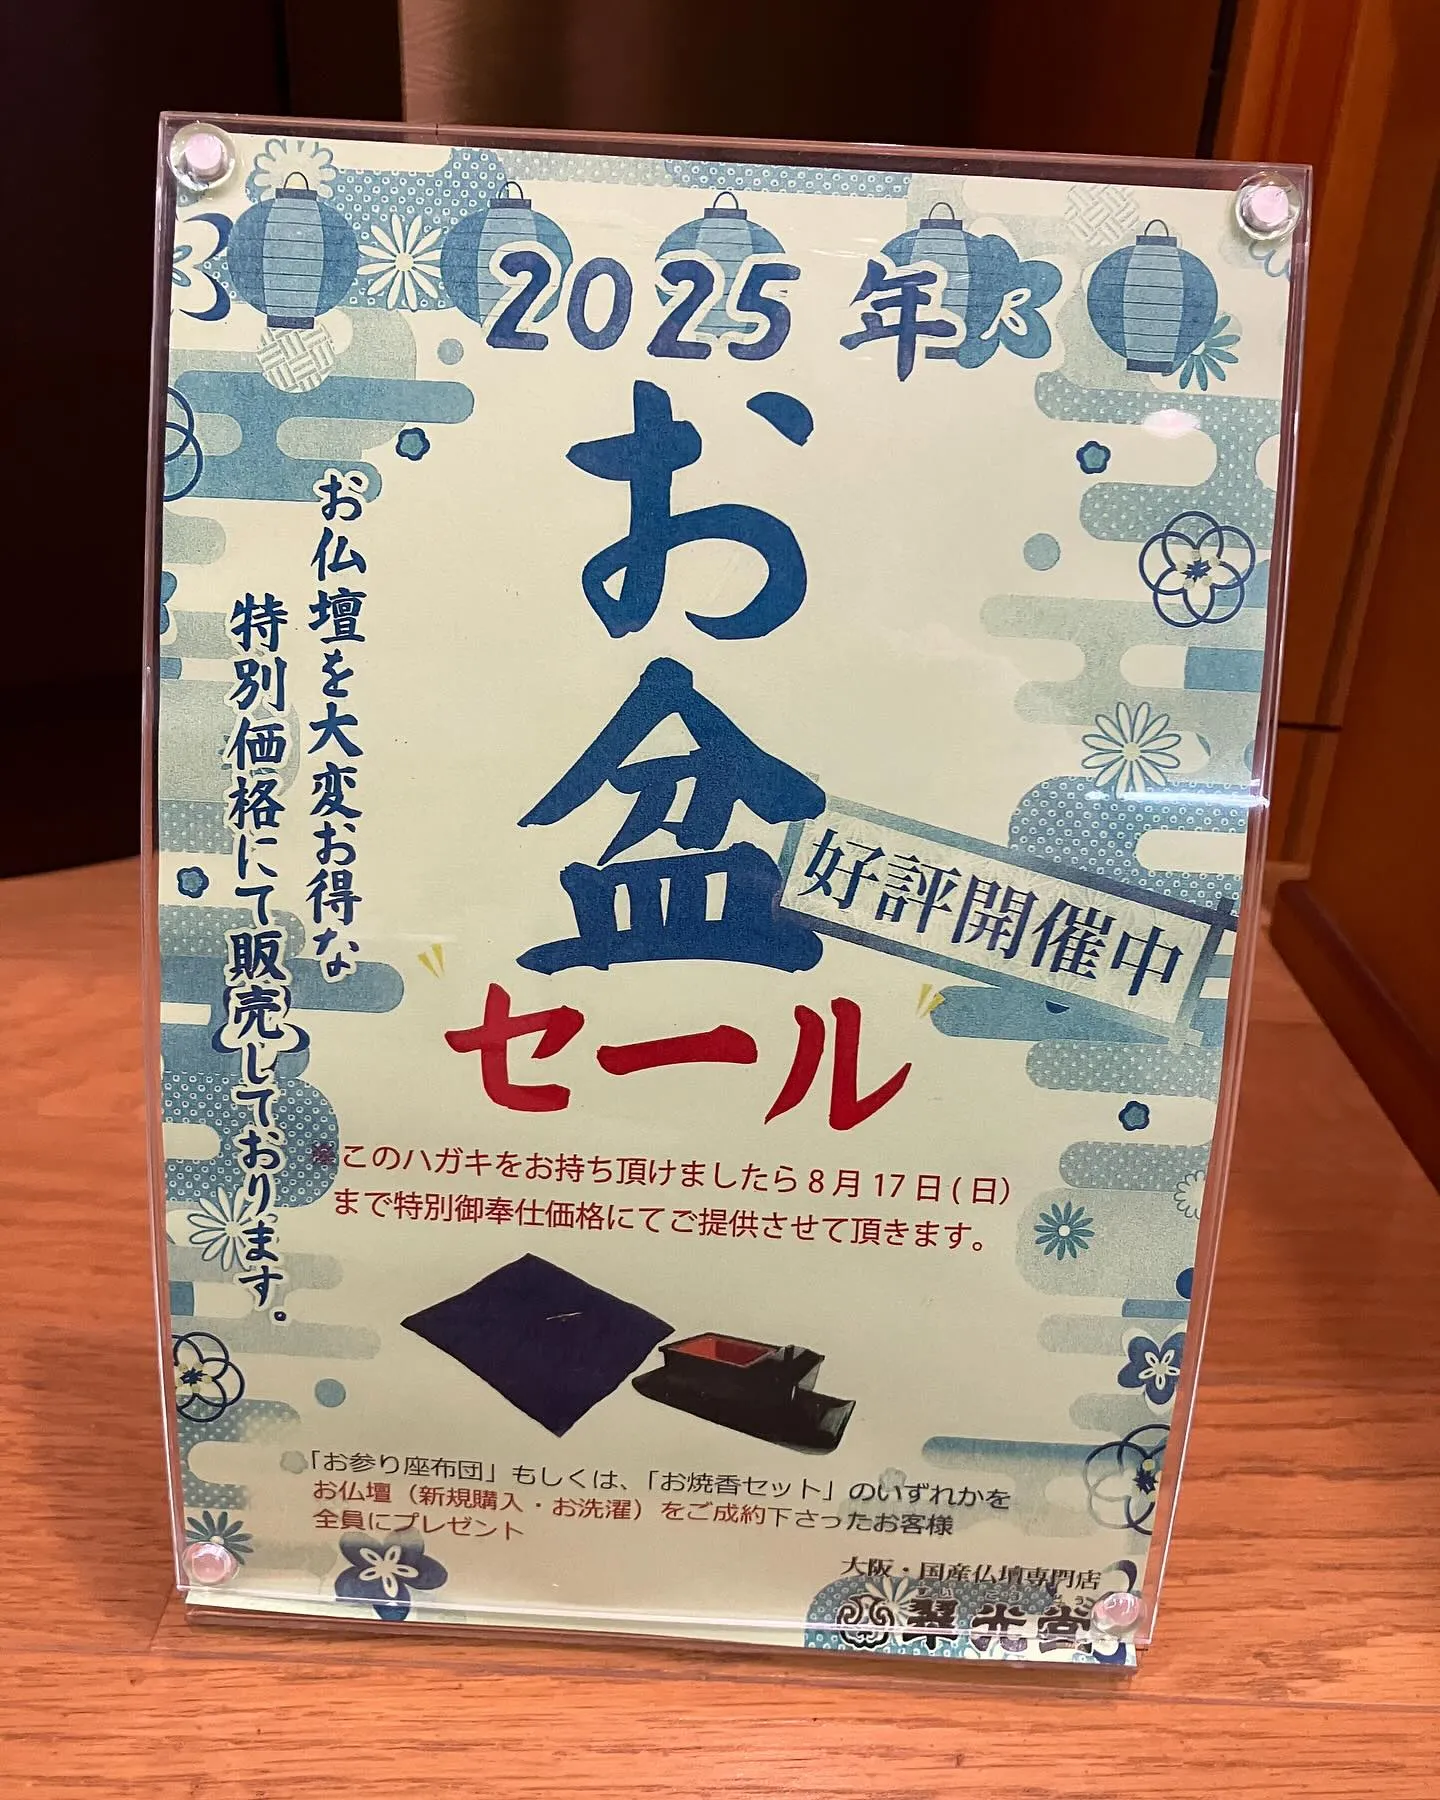 2025年
お盆
セール
好評開催中
お仏壇を大変お得な
特別価格にて販売しております。
※このハガキをお持ち頂けましたら8月17日(日)
まで特別御奉仕価格にてご提供させて頂きます。
「お参り座布団」もしくは、「お焼香セット」のいずれかを
お仏壇（新規購入・お洗濯）をご成約下さったお客様
全員にプレゼント
大阪・国産仏壇専門店
翠光堂